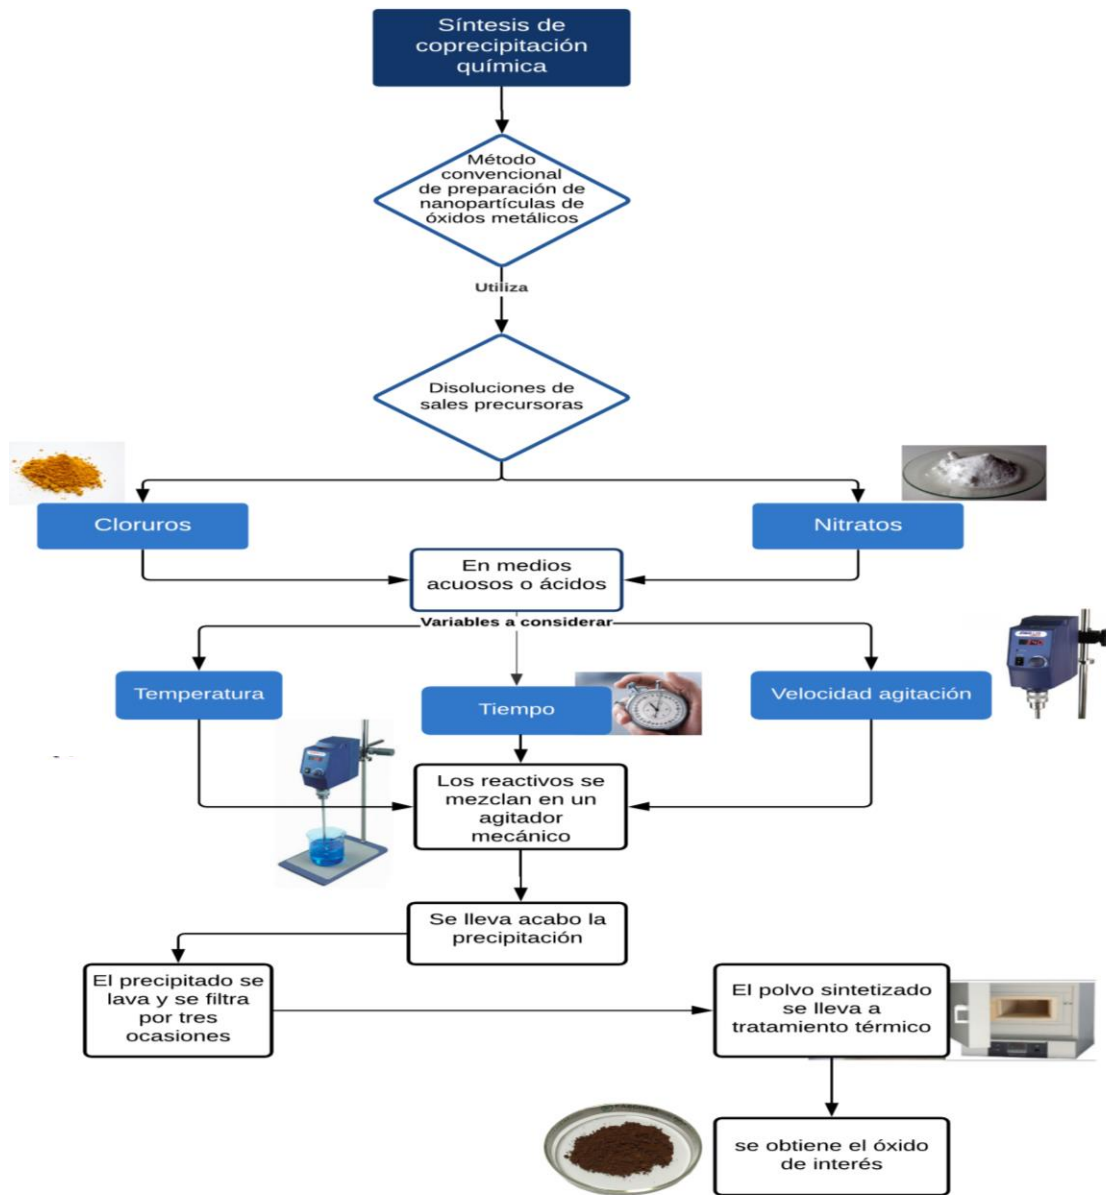 Síntesis de
coprecipitación
química
Método
convencional
de preparación de
nanopartículas de
óxidos metálicos
Utiliza
Disoluciones de
sales precursoras
Cloruros
Nitratos
En medios
acuosos o ácidos
Variables a considerar
Temperatura
Tiempo
Velocidad agitación
Los reactivos se
mezclan en un
agitador
mecánico
Se lleva acabo la
precipitación
El precipitado se
lava y se filtra
por tres
ocasiones
El polvo sintetizado
se lleva a
tratamiento térmico
se obtiene el óxido
de interés